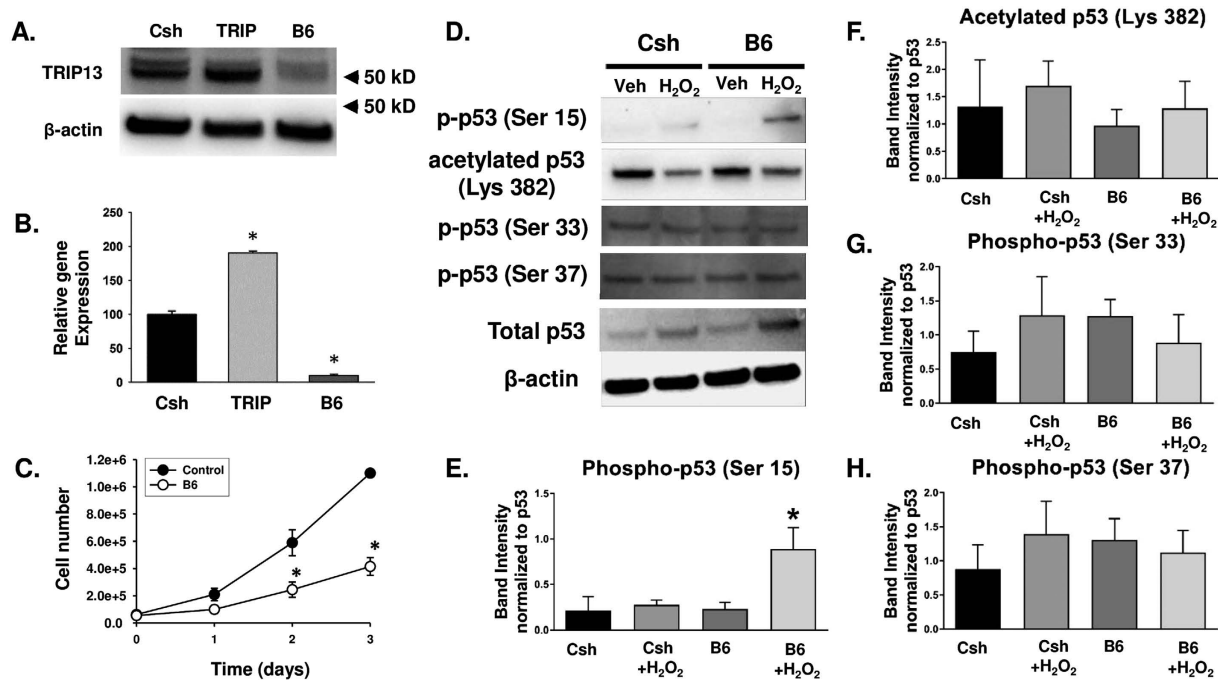 A.
Csh TRIP B6
TRIP13
50 kD
50 kD
β-actin
B.
Relative gene
Expression
250
200
150
100
50
0
*
*
Csh TRIP B6
C.
Cell number
1.2e+6
1.0e+6
8.0e+5
6.0e+5
4.0e+5
2.0e+5
0.0
Control
B6
*
*
0 1 2 3
Time (days)
D.
Csh B6
Veh H₂O₂ Veh H₂O₂
p-p53 (Ser 15)
acetylated p53
(Lys 382)
p-p53 (Ser 33)
p-p53 (Ser 37)
Total p53
β-actin
E.
Phospho-p53 (Ser 15)
Band Intensity
normalized to p53
1.5
1.0
0.5
0.0
*
Csh Csh B6 B6
+H₂O₂ +H₂O₂
F.
Acetylated p53 (Lys 382)
Band Intensity
normalized to p53
2.5
2.0
1.5
1.0
0.5
0.0
Csh Csh B6 B6
+H₂O₂ +H₂O₂
G.
Phospho-p53 (Ser 33)
Band Intensity
normalized to p53
2.0
1.5
1.0
0.5
0.0
Csh Csh B6 B6
+H₂O₂ +H₂O₂
H.
Phospho-p53 (Ser 37)
Band Intensity
normalized to p53
2.0
1.5
1.0
0.5
0.0
Csh Csh B6 B6
+H₂O₂ +H₂O₂